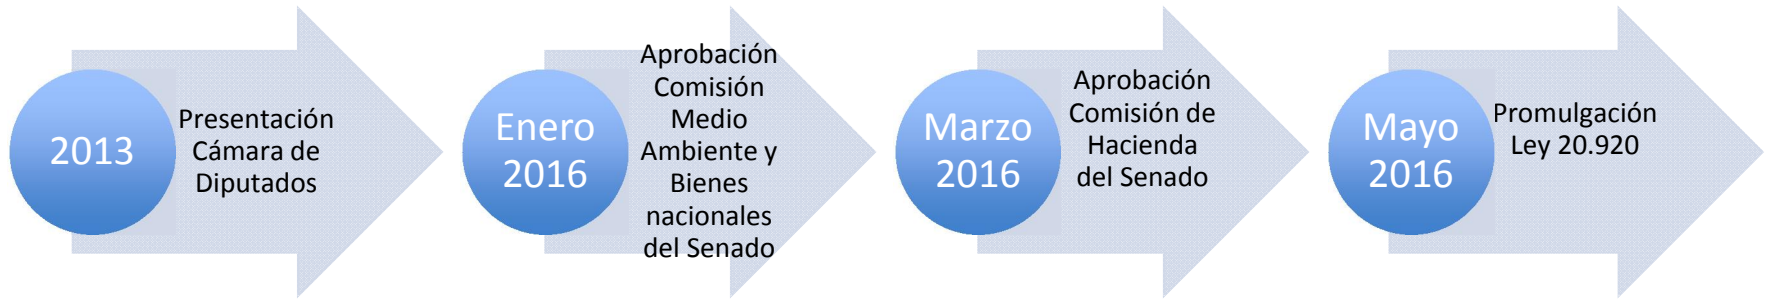 2013
Presentación
Cámara de
Diputados
Enero
2016
Aprobación
Comisión
Medio
Ambiente y
Bienes
nacionales
del Senado
Marzo
2016
Aprobación
Comisión de
Hacienda
del Senado
Mayo
2016
Promulgación
Ley 20.920